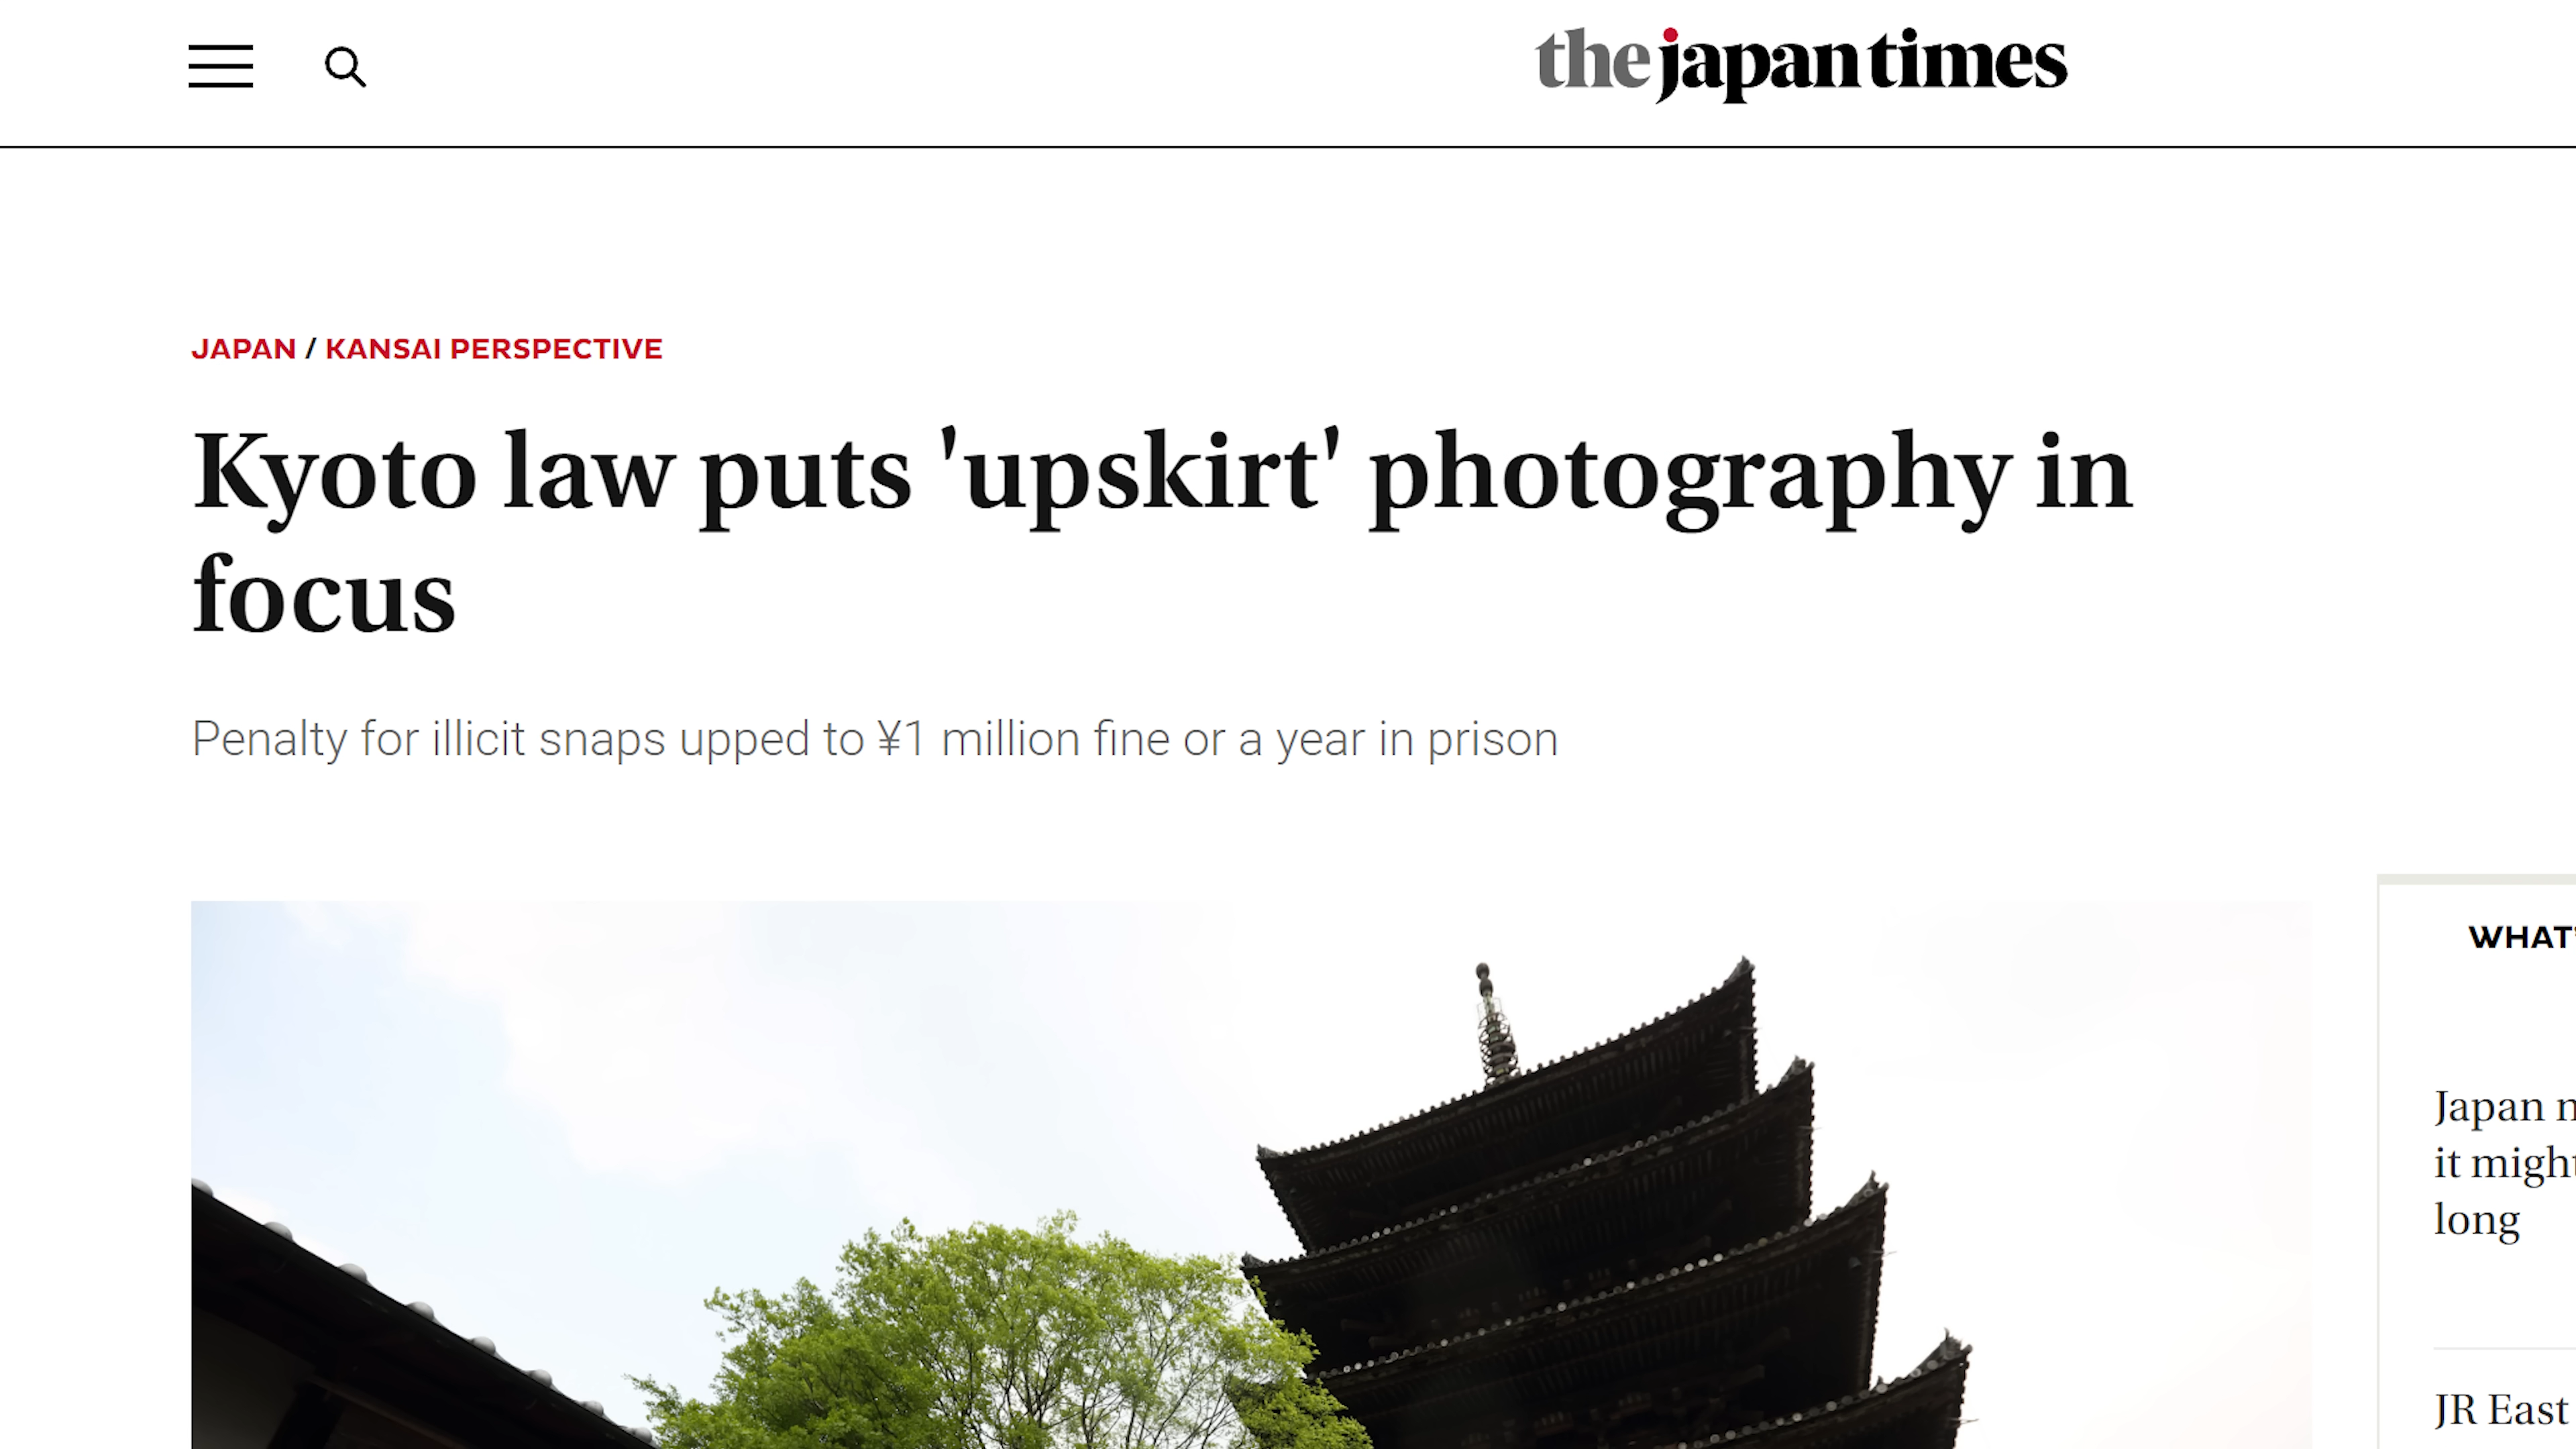 the japan times
JAPAN / KANSAI PERSPECTIVE
Kyoto law puts 'upskirt' photography in
focus
Penalty for illicit snaps upped to ¥1 million fine or a year in prison
WHAT'
Japan
it might
long
JR East